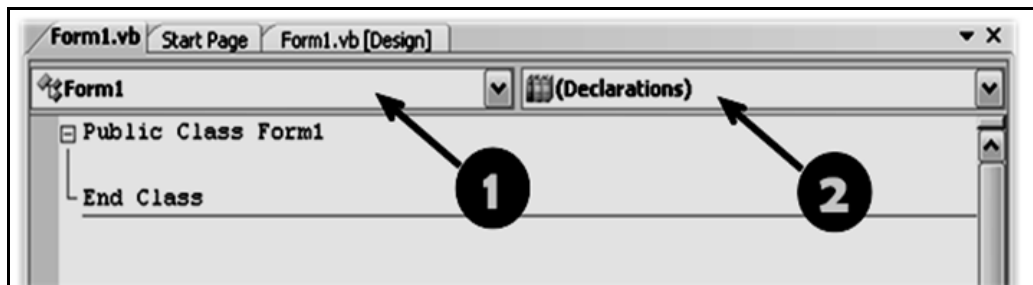 Form1.vb Start Page Form1.vb [Design]
Form1 (Declarations)
Public Class Form1
End Class
1 2